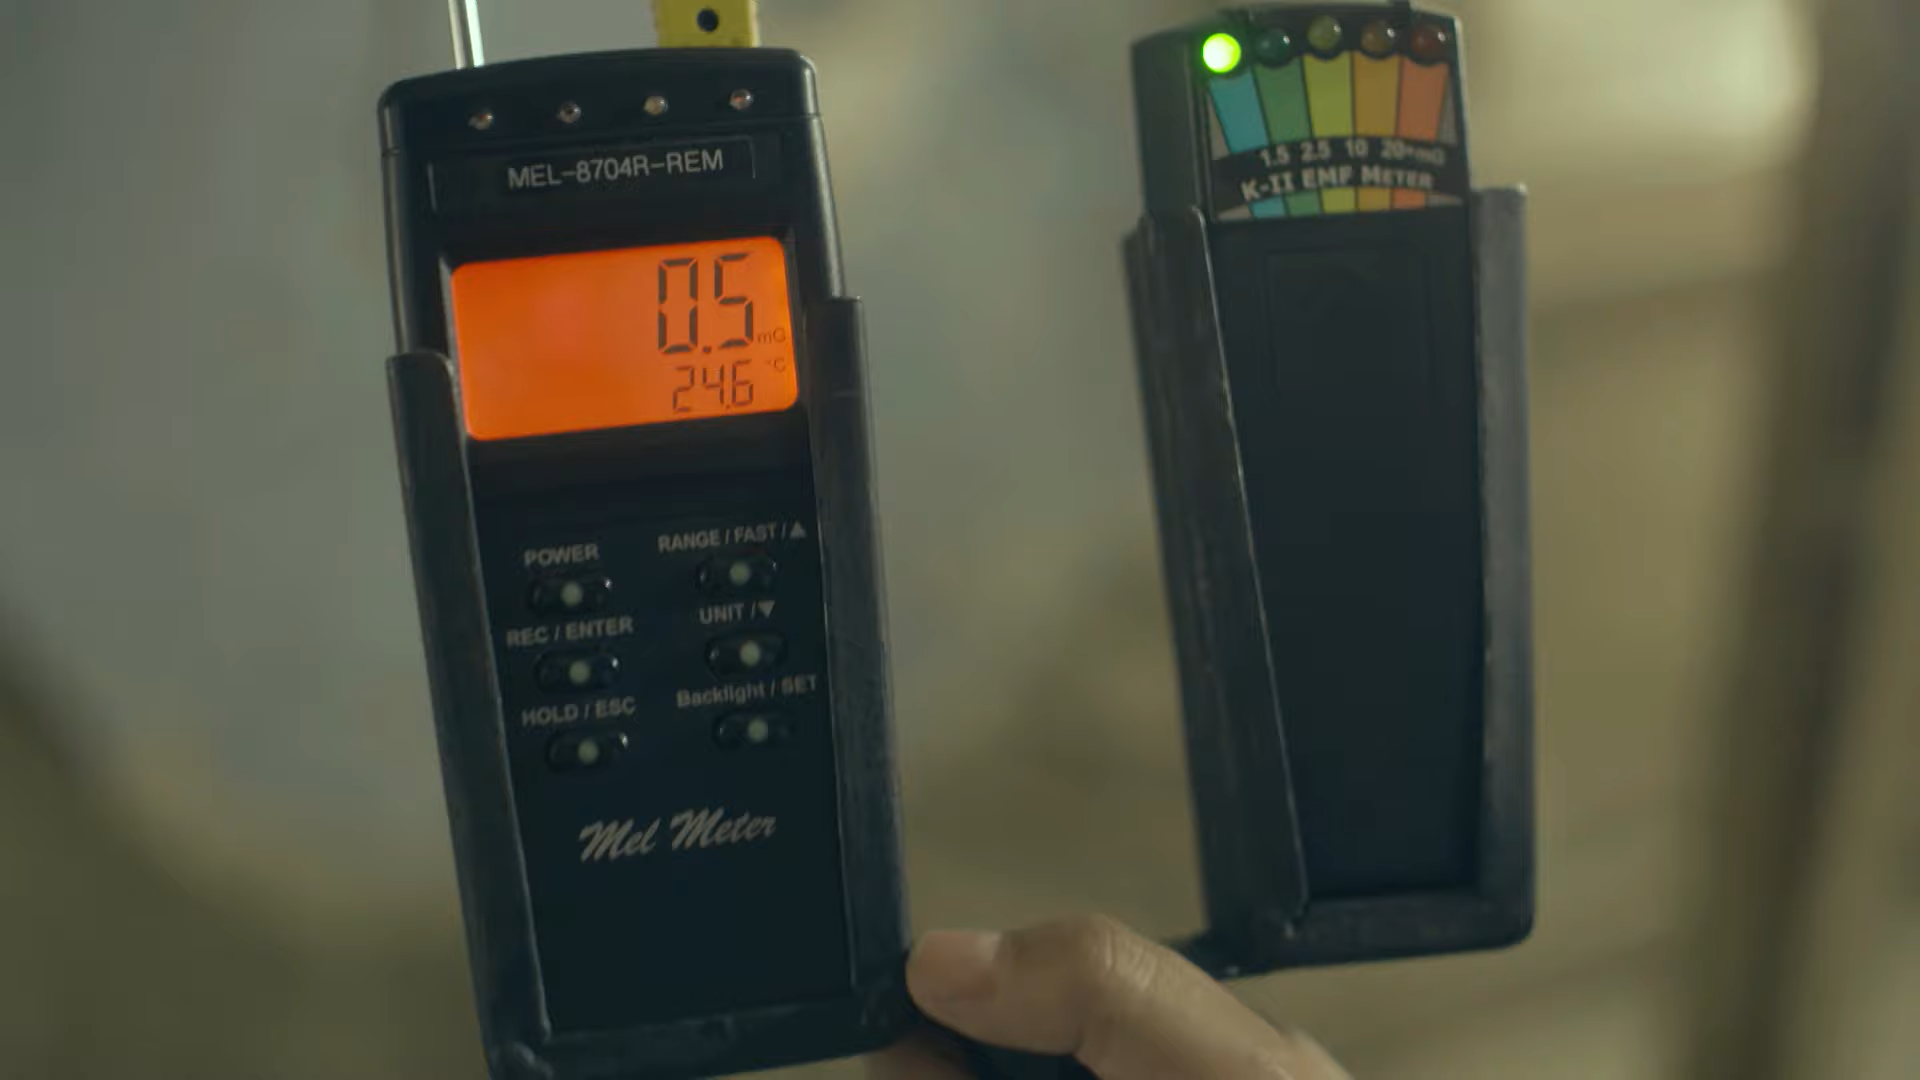 MEL-8704R-REM
0.5 mG
24.6 °C
POWER
RANGE / FAST / ▲
REC / ENTER
UNIT / ▼
HOLD / ESC
Backlight / SET
Mel Meter
1.5 2.5 10 20+mG
K-II EMF METER